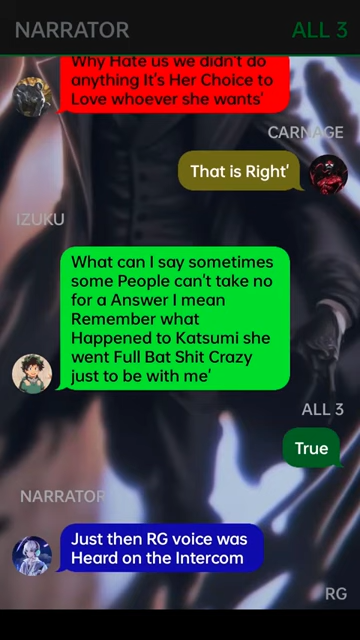 NARRATOR
ALL 3
Why Hate us we didn't do
anything It's Her Choice to
Love whoever she wants'
CARNAGE
That is Right'
IZUKU
What can I say sometimes
some People can't take no
for a Answer I mean
Remember what
Happened to Katsumi she
went Full Bat Shit Crazy
just to be with me'
ALL 3
True
NARRATOR
Just then RG voice was
Heard on the Intercom
RG